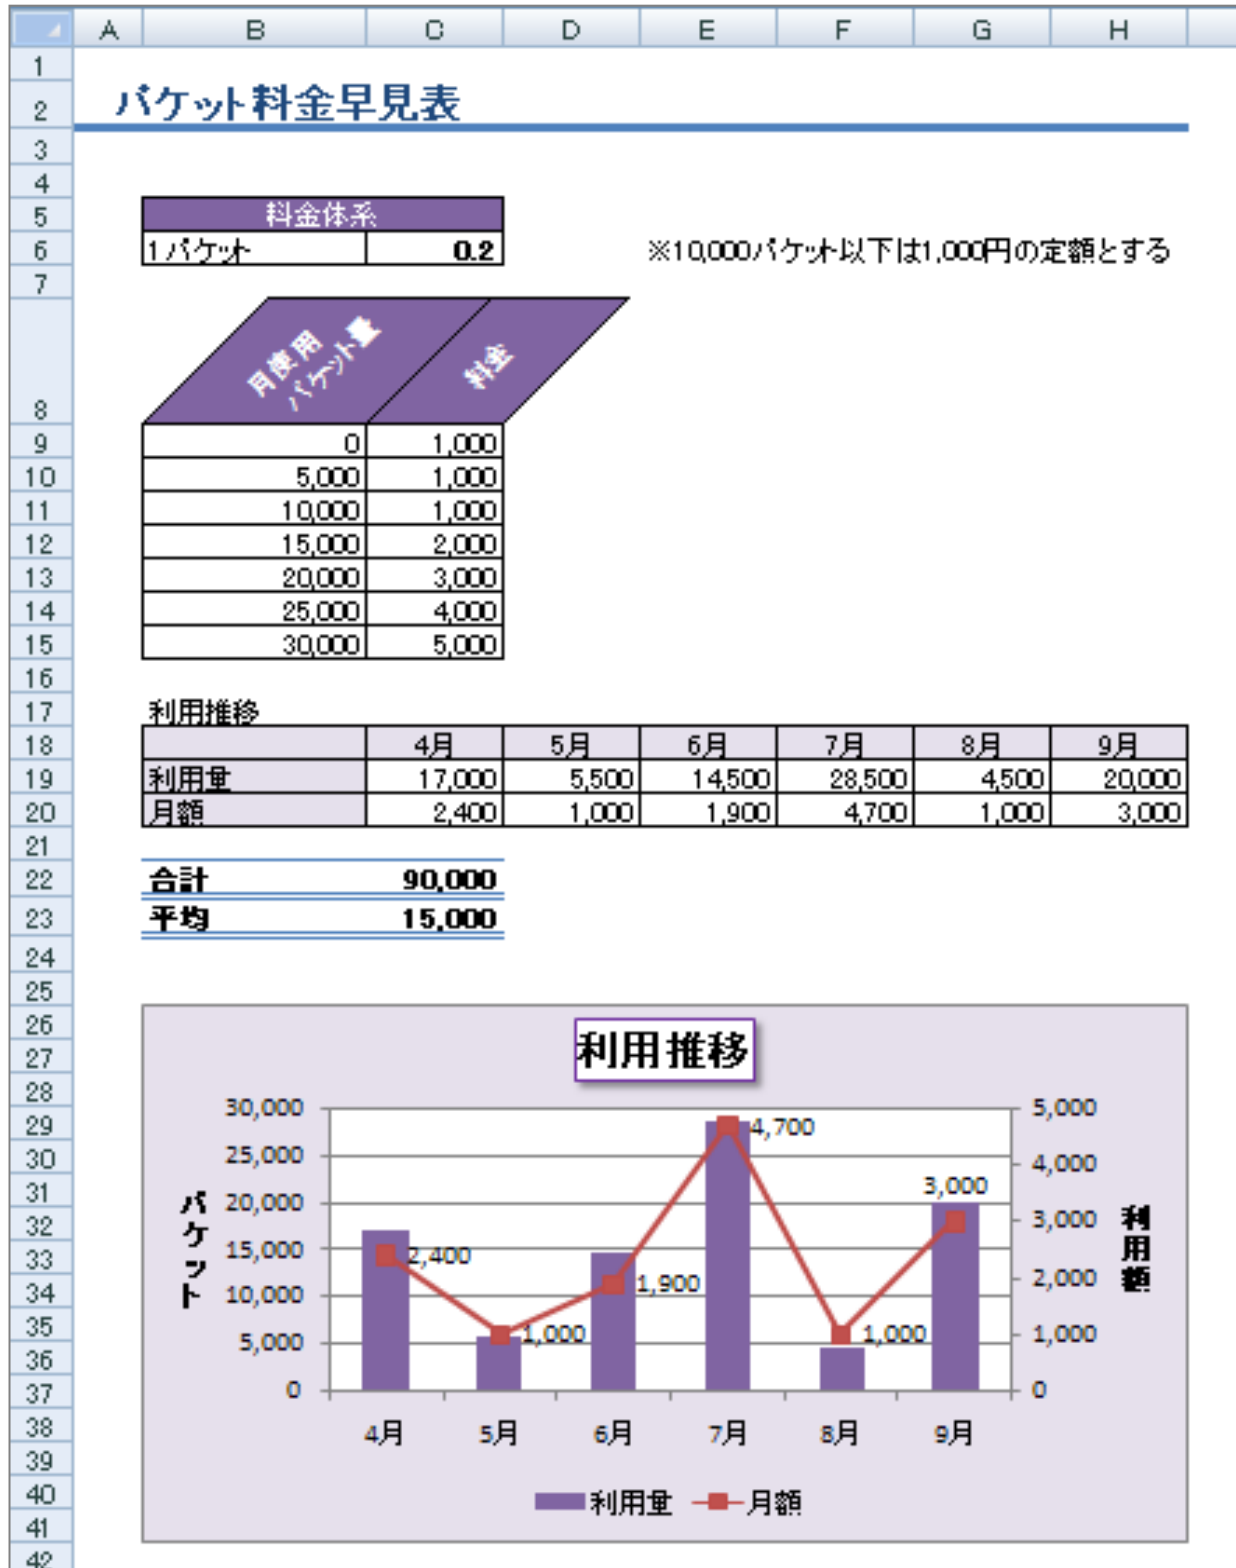 A B C D E F G H
1
2 パケット料金早見表
3
4
5 料金体系
6 1パケット 0.2 ※10,000パケット以下は1,000円の定額とする
7
8 月使用パケット量 料金
9 0 1,000
10 5,000 1,000
11 10,000 1,000
12 15,000 2,000
13 20,000 3,000
14 25,000 4,000
15 30,000 5,000
16
17 利用推移
18 4月 5月 6月 7月 8月 9月
19 利用量 17,000 5,500 14,500 28,500 4,500 20,000
20 月額 2,400 1,000 1,900 4,700 1,000 3,000
21
22 合計 90,000
23 平均 15,000
24
25
26
27
28
29
30
31
32
33
34
35
36
37
38
39
40
41
42
利用推移
パケット
30,000
25,000
20,000
15,000
10,000
5,000
0
2,400
1,000
1,900
4,700
1,000
3,000
5,000
4,000
3,000
2,000
1,000
0
利用額
4月 5月 6月 7月 8月 9月
利用量 月額